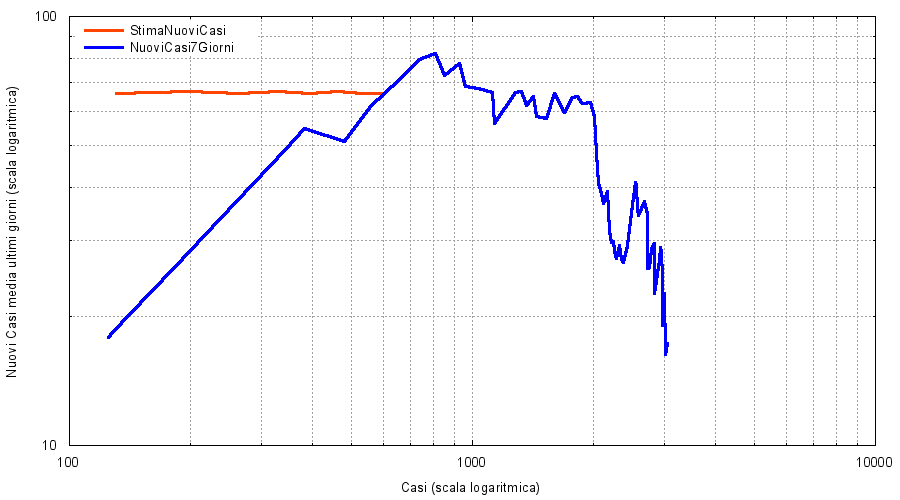 100
StimaNuoviCasi
NuoviCasi7Giorni
Nuovi Casi media ultimi giorni (scala logaritmica)
10
100
1000
10000
Casi (scala logaritmica)